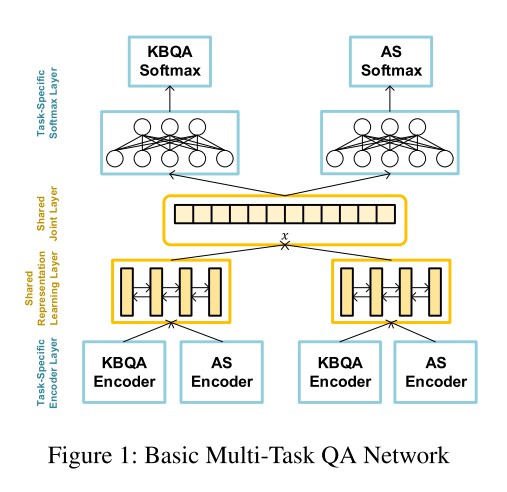 Task-Specific
Softmax Layer
KBQA
Softmax
AS
Softmax
Shared
Joint Layer
x
Shared
Representation
Learning Layer
Task-Specific
Encoder Layer
KBQA
Encoder
AS
Encoder
KBQA
Encoder
AS
Encoder
Figure 1: Basic Multi-Task QA Network